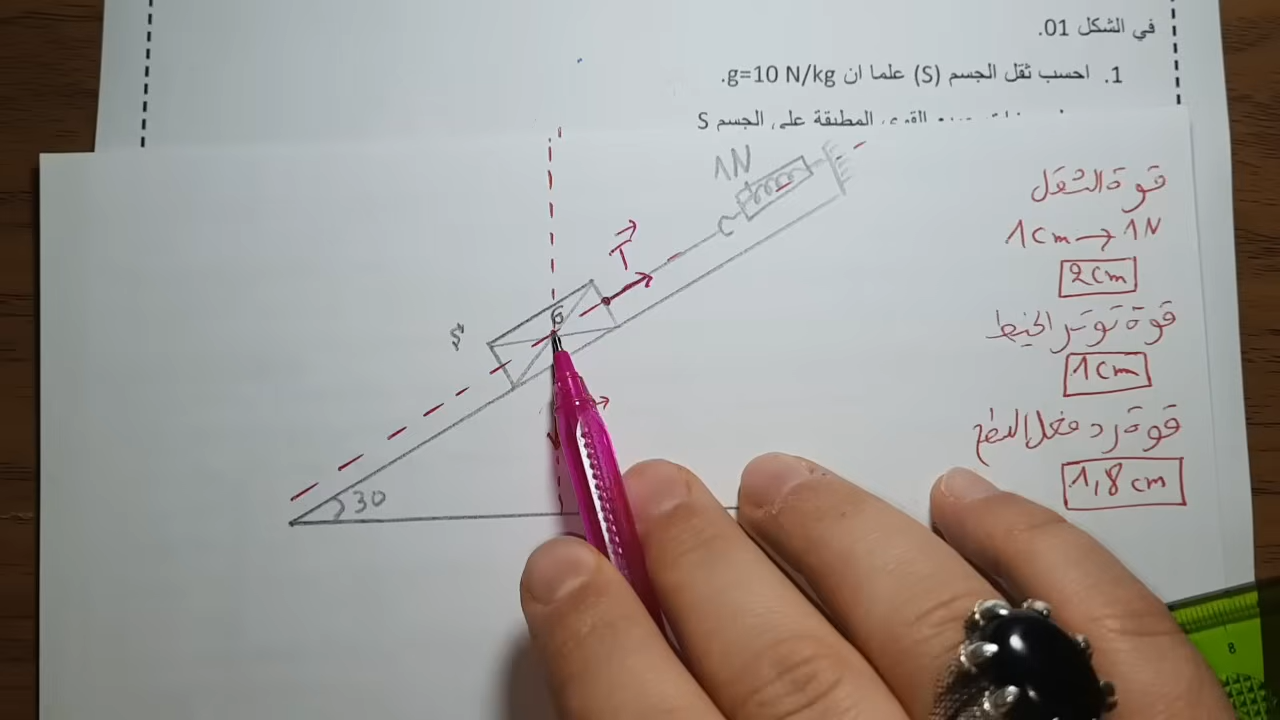 في الشكل 01.
1. احسب ثقل الجسم (S) علما ان g=10 N/kg.
القوى المطبقة على الجسم S
1N
T
G
S
30
قوة الثقل
1cm → 1N
2cm
قوة توتر الخيط
1cm
قوة رد فعل السطح
1,8cm
8